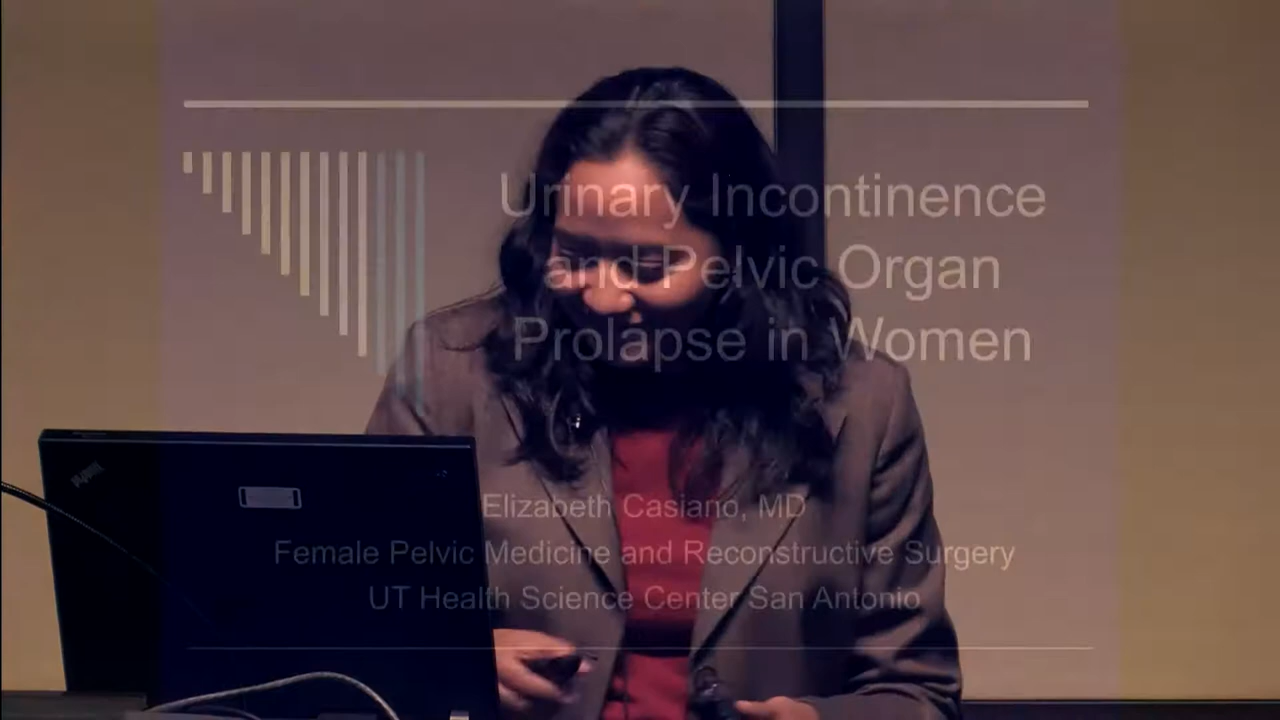 Urinary Incontinence
and Pelvic Organ
Prolapse in Women
Elizabeth Casiano, MD
Female Pelvic Medicine and Reconstructive Surgery
UT Health Science Center San Antonio